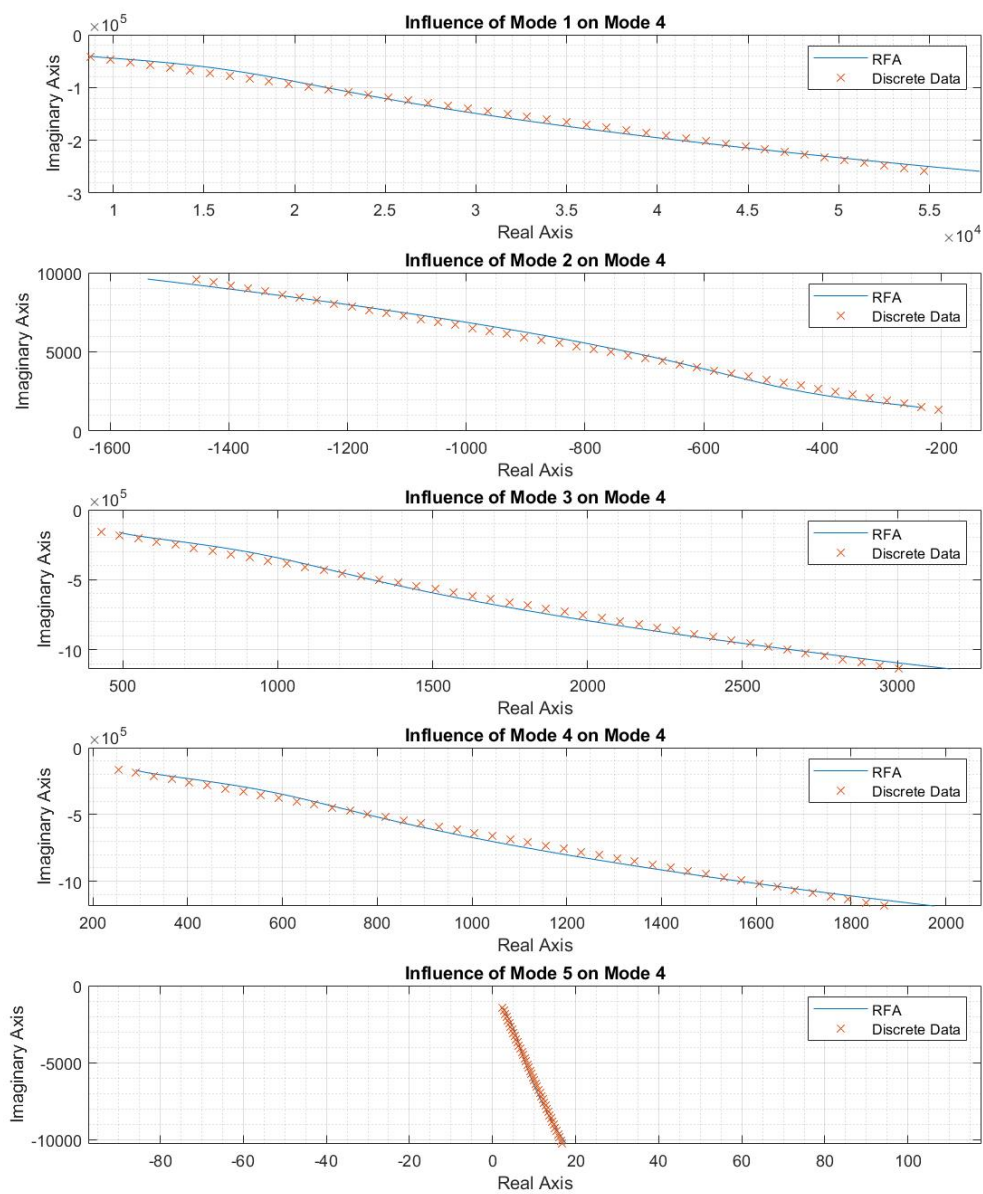 Influence of Mode 1 on Mode 4
×10^5
0
-1
-2
-3
Imaginary Axis
RFA
Discrete Data
1 1.5 2 2.5 3 3.5 4 4.5 5 5.5
Real Axis
×10^4
Influence of Mode 2 on Mode 4
10000
5000
0
Imaginary Axis
RFA
Discrete Data
-1600 -1400 -1200 -1000 -800 -600 -400 -200
Real Axis
Influence of Mode 3 on Mode 4
×10^5
0
-5
-10
Imaginary Axis
RFA
Discrete Data
500 1000 1500 2000 2500 3000
Real Axis
Influence of Mode 4 on Mode 4
×10^5
0
-5
-10
Imaginary Axis
RFA
Discrete Data
200 400 600 800 1000 1200 1400 1600 1800 2000
Real Axis
Influence of Mode 5 on Mode 4
0
-5000
-10000
Imaginary Axis
RFA
Discrete Data
-80 -60 -40 -20 0 20 40 60 80 100
Real Axis